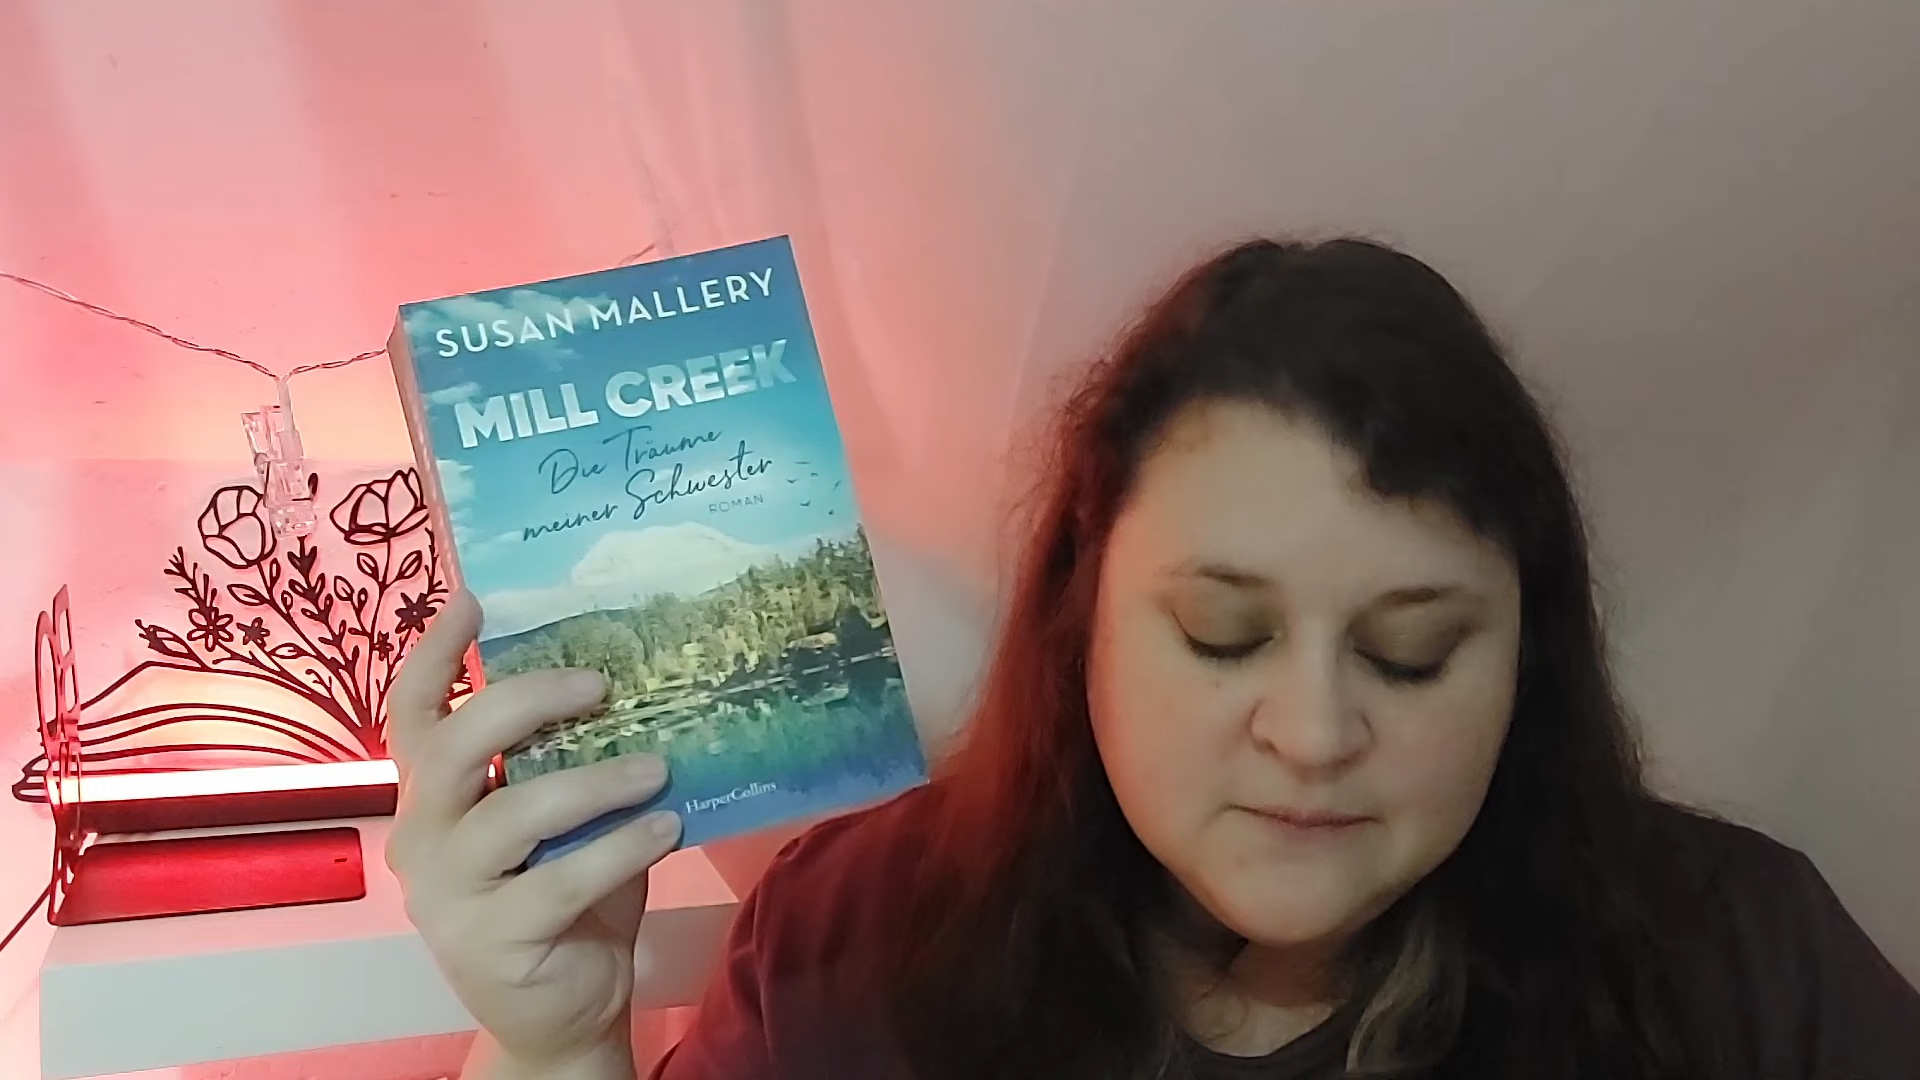 SUSAN MALLERY
MILL CREEK
Die Träume
meiner Schwester
ROMAN
HarperCollins